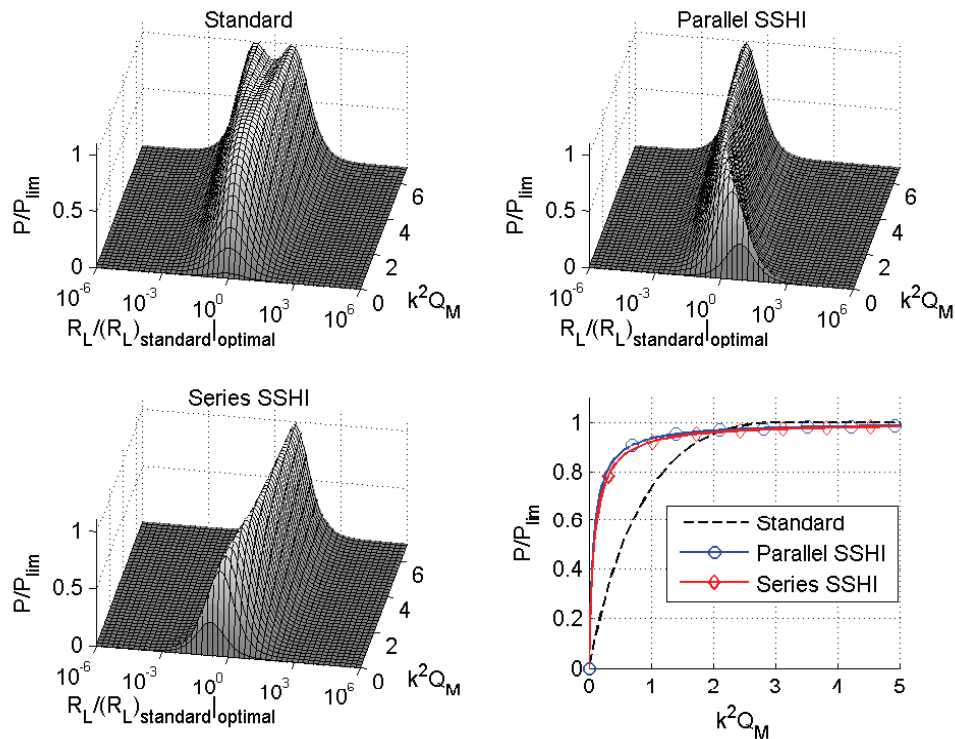 Standard
P/P_lim
1
0.5
0
10^-6
10^-3
10^0
10^3
10^6
R_L/(R_L)_standard|optimal
0
2
4
6
k^2Q_M
Parallel SSHI
P/P_lim
1
0.5
0
10^-6
10^-3
10^0
10^3
10^6
R_L/(R_L)_standard|optimal
0
2
4
6
k^2Q_M
Series SSHI
P/P_lim
1
0.5
0
10^-6
10^-3
10^0
10^3
10^6
R_L/(R_L)_standard|optimal
0
2
4
6
k^2Q_M
P/P_lim
1
0.8
0.6
0.4
0.2
0
Standard
Parallel SSHI
Series SSHI
0 1 2 3 4 5
k^2Q_M